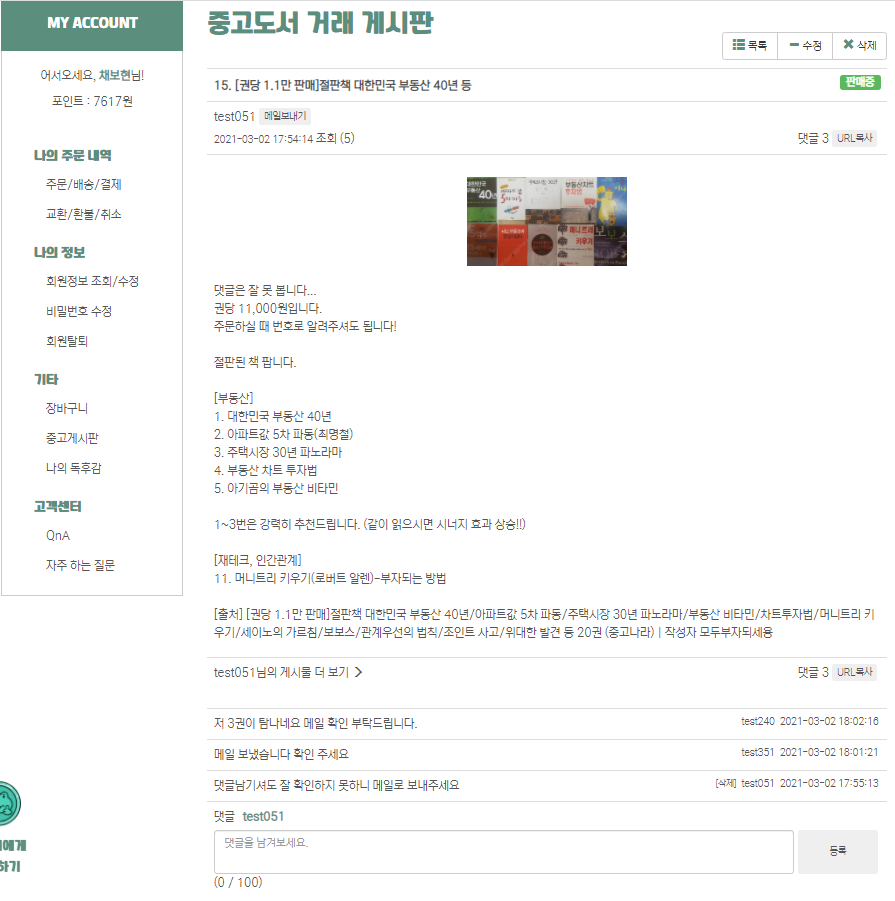 MY ACCOUNT
어서오세요, 채보현님!
포인트 : 7617원
나의 주문 내역
주문/배송/결제
교환/환불/취소
나의 정보
회원정보 조회/수정
비밀번호 수정
회원탈퇴
기타
장바구니
중고게시판
나의 독후감
고객센터
QnA
자주 하는 질문
에게
하기
중고도서 거래 게시판
목록 수정 삭제
15. [권당 1.1만 판매]절판책 대한민국 부동산 40년 등 판매중
test051 메일보내기
2021-03-02 17:54:14 조회 (5) 댓글 3 URL복사
댓글은 잘 못 봅니다...
권당 11,000원입니다.
주문하실 때 번호로 알려주셔도 됩니다!
절판된 책 팝니다.
[부동산]
1. 대한민국 부동산 40년
2. 아파트값 5차 파동(최명철)
3. 주택시장 30년 파노라마
4. 부동산 차트 투자법
5. 아기곰의 부동산 비타민
1~3번은 강력히 추천드립니다. (같이 읽으시면 시너지 효과 상승!!)
[재테크, 인간관계]
11. 머니트리 키우기(로버트 알렌)-부자되는 방법
[출처] [권당 1.1만 판매]절판책 대한민국 부동산 40년/아파트값 5차 파동/주택시장 30년 파노라마/부동산 비타민/차트투자법/머니트리 키
우기/세이노의 가르침/보보스/관계우선의 법칙/조인트 사고/위대한 발견 등 20권 (중고나라) | 작성자 모두부자되세용
test051님의 게시물 더 보기 댓글 3 URL복사
저 3권이 탐나네요 메일 확인 부탁드립니다. test240 2021-03-02 18:02:16
메일 보냈습니다 확인 주세요 test351 2021-03-02 18:01:21
댓글남기셔도 잘 확인하지 못하니 메일로 보내주세요 [삭제] test051 2021-03-02 17:55:13
댓글 test051
댓글을 남겨보세요.
등록
(0 / 100)